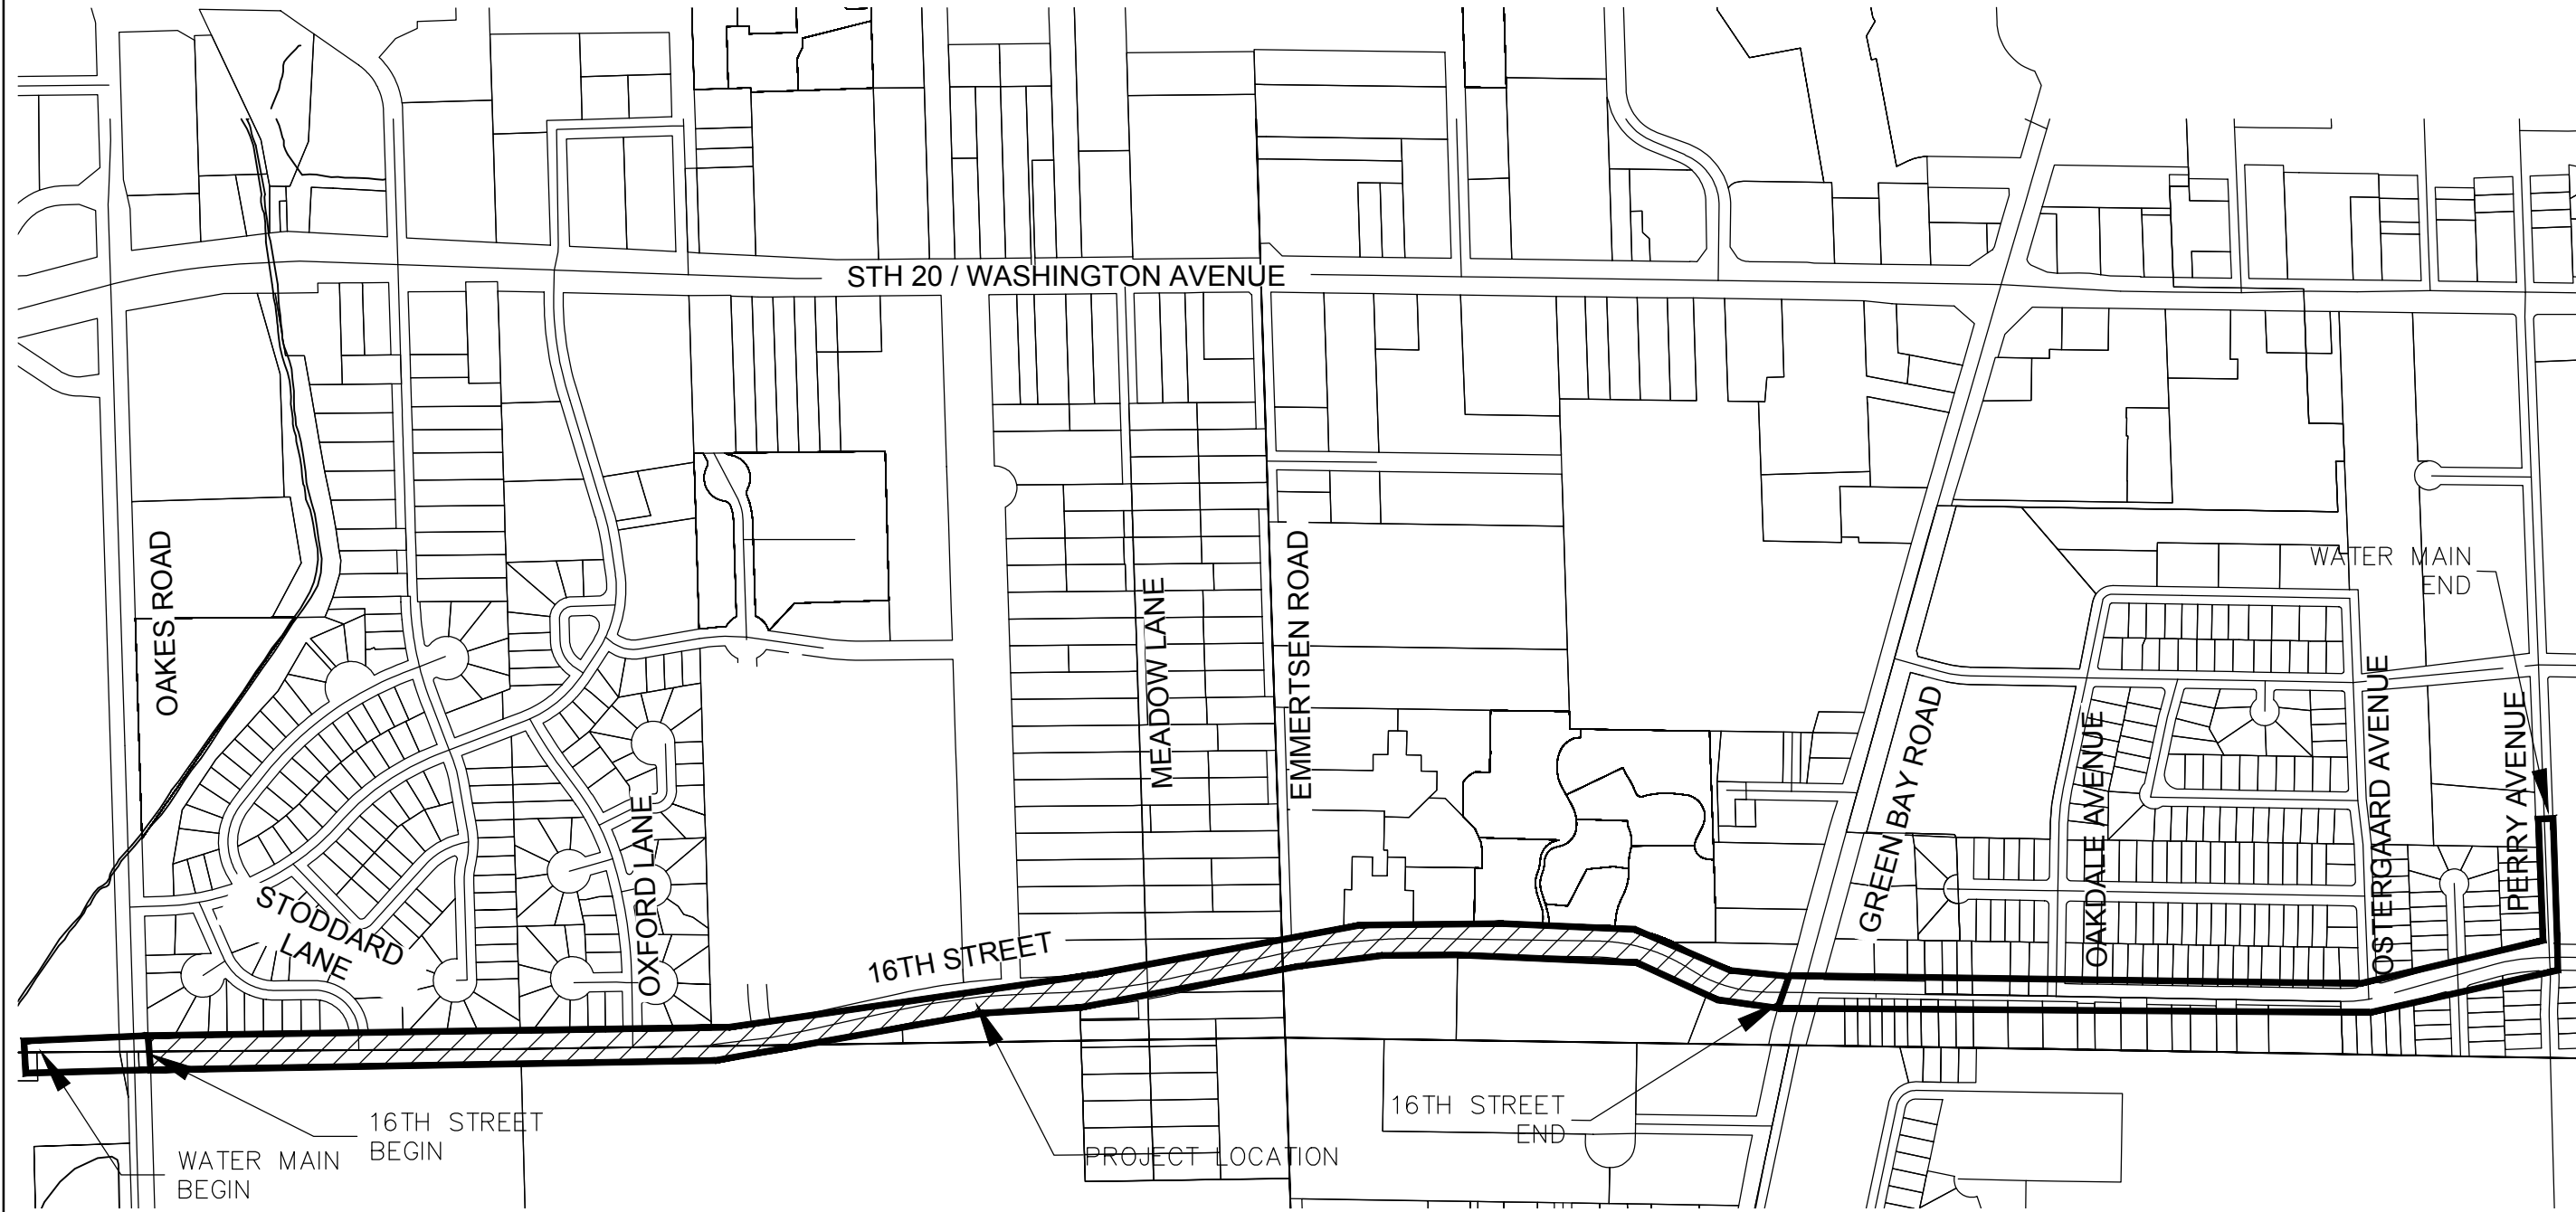 STH 20 / WASHINGTON AVENUE
OAKES ROAD
STODDARD
LANE
OXFORD LANE
16TH STREET
MEADOW LANE
EMMERTSEN ROAD
GREEN BAY ROAD
OAKDALE AVENUE
OSTERGAARD AVENUE
PERRY AVENUE
WATER MAIN
END
WATER MAIN
BEGIN
16TH STREET
BEGIN
PROJECT LOCATION
16TH STREET
END